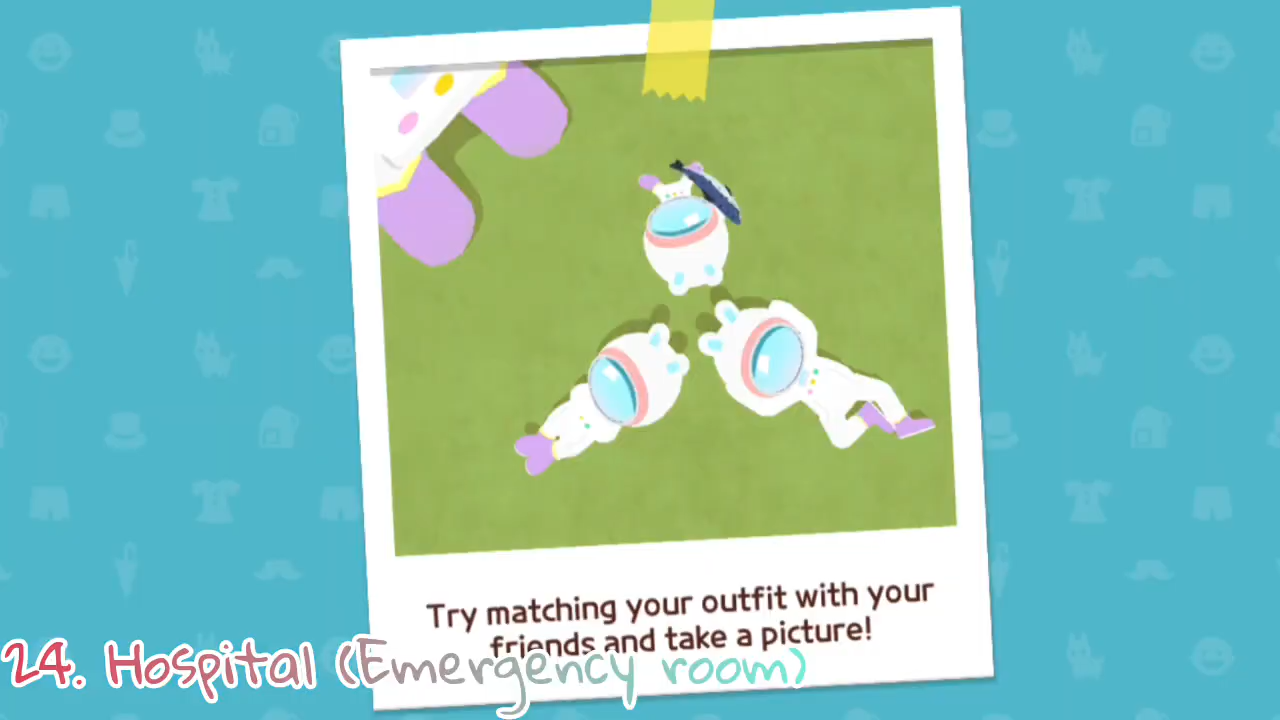 Try matching your outfit with your
friends and take a picture!
24. Hospital (Emergency room)